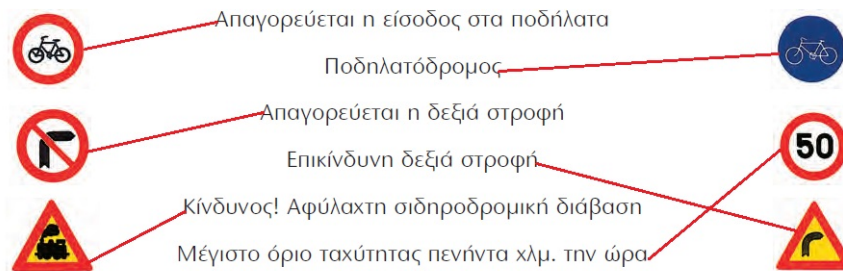 Απαγορεύεται η είσοδος στα ποδήλατα
Ποδηλατόδρομος
Απαγορεύεται η δεξιά στροφή
Επικίνδυνη δεξιά στροφή
50
Κίνδυνος! Αφύλαχτη σιδηροδρομική διάβαση
Μέγιστο όριο ταχύτητας πενήντα χλμ. την ώρα